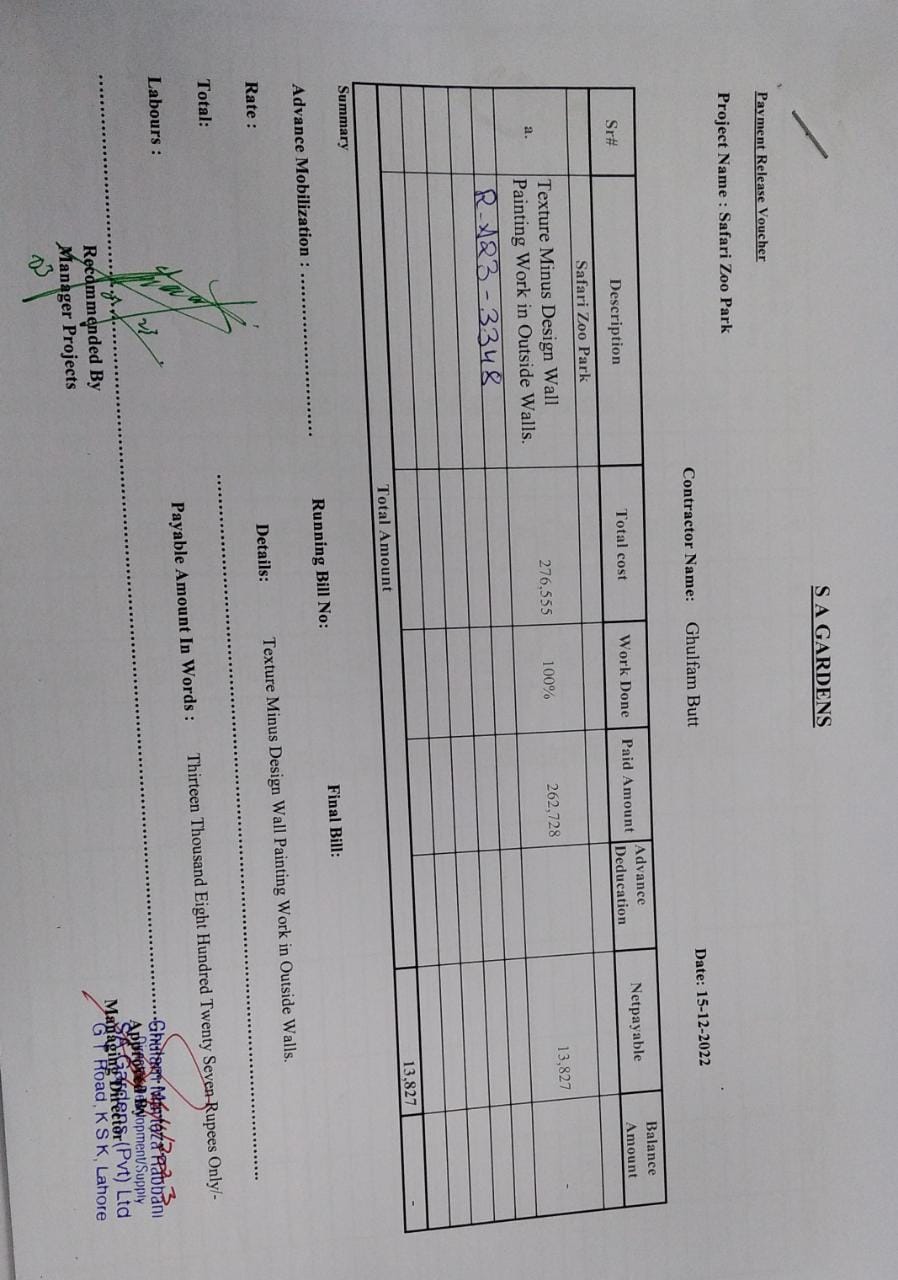 S A GARDENS
Payment Release Voucher
Project Name : Safari Zoo Park
Contractor Name: Ghulfam Butt
Date: 15-12-2022
Sr# Description Total cost Work Done Paid Amount Advance Deducation Netpayable Balance Amount
Safari Zoo Park
a. Texture Minus Design Wall Painting Work in Outside Walls. 276,555 100% 262,728 13,827 -
R-A23-3348
Total Amount 13,827 -
Summary
Advance Mobilization : .......................... Running Bill No: Final Bill:
Rate : Details: Texture Minus Design Wall Painting Work in Outside Walls.
Total:
Labours : Payable Amount In Words : Thirteen Thousand Eight Hundred Twenty Seven Rupees Only/-
Recommended By
Manager Projects
Approved By
Managing Director
Ghulam Rabbani
Development/Supply
SA Gardens (Pvt) Ltd
G T Road, K S K, Lahore